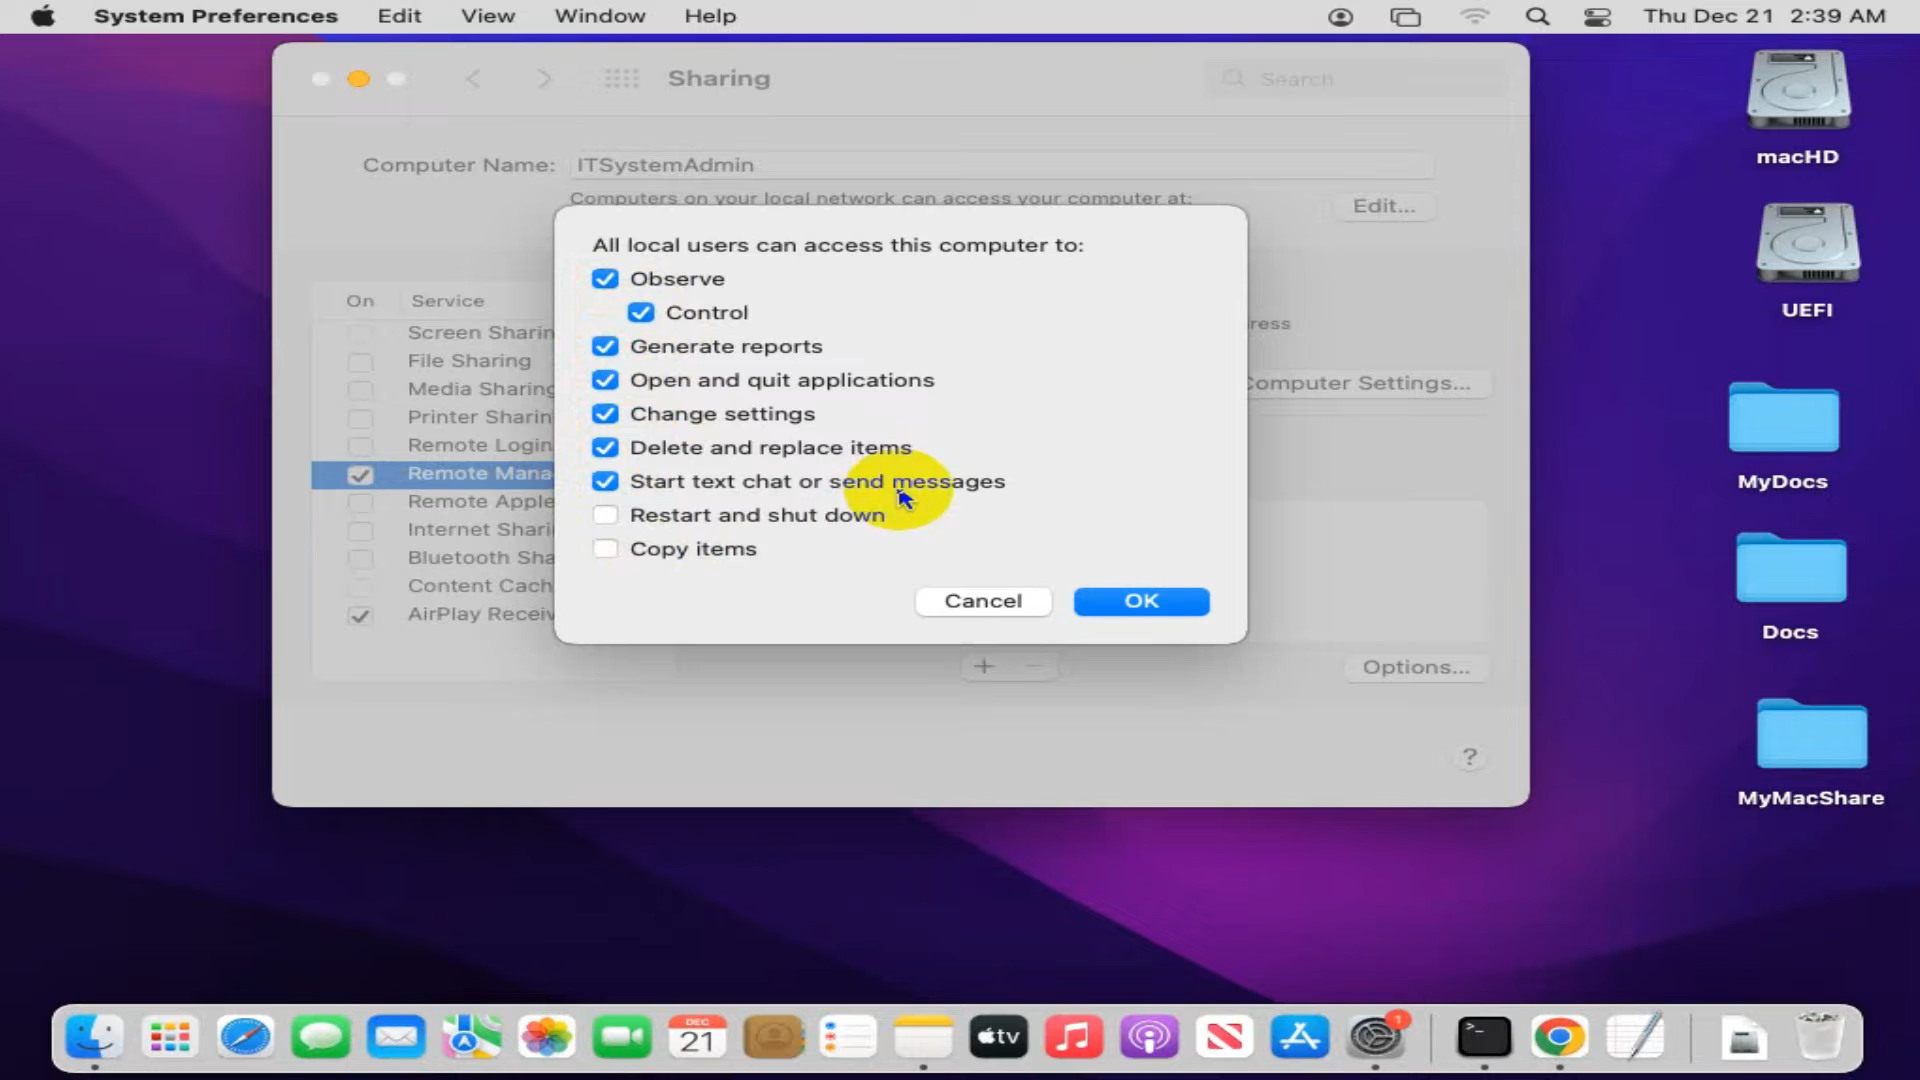 System Preferences Edit View Window Help Thu Dec 21 2:39 AM
Sharing
Search
Computer Name: ITSystemAdmin
Computers on your local network can access your computer at:
Edit...
All local users can access this computer to:
Observe
Control
Generate reports
Open and quit applications
Change settings
Delete and replace items
Start text chat or send messages
Restart and shut down
Copy items
Cancel OK
On Service
Screen Sharin
File Sharing
Media Sharing
Printer Sharin
Remote Login
Remote Mana
Remote Apple
Internet Shari
Bluetooth Sha
Content Cach
AirPlay Receiv
ress
Computer Settings...
+ −
Options...
?
macHD
UEFI
MyDocs
Docs
MyMacShare
DEC
21
tv
1
>_